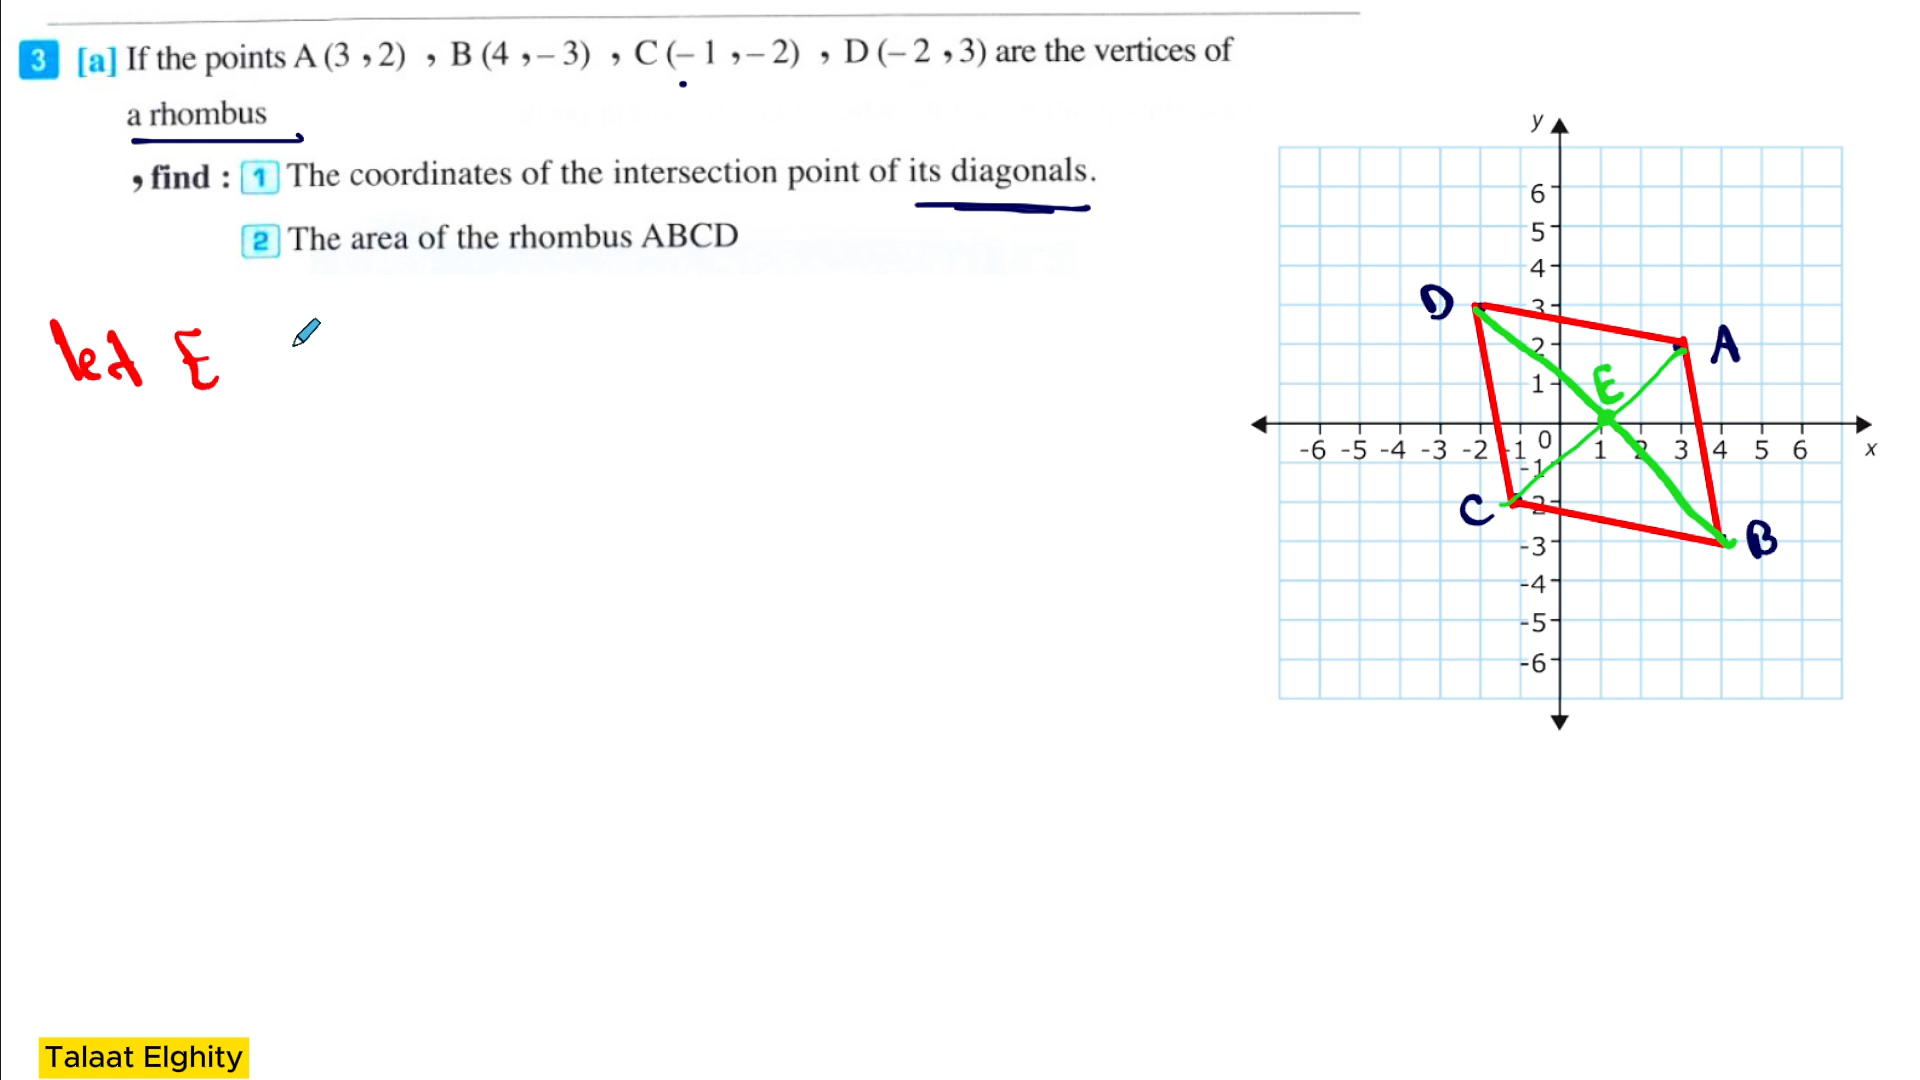 3 [a] If the points A (3 , 2) , B (4 , – 3) , C (– 1 , – 2) , D (– 2 , 3) are the vertices of
a rhombus
, find : 1 The coordinates of the intersection point of its diagonals.
2 The area of the rhombus ABCD
let E
y
6
5
4
D 3
2 A
E
1
-6 -5 -4 -3 -2 -1 0 1 2 3 4 5 6 x
-1
C -2
-3 B
-4
-5
-6
Talaat Elghity